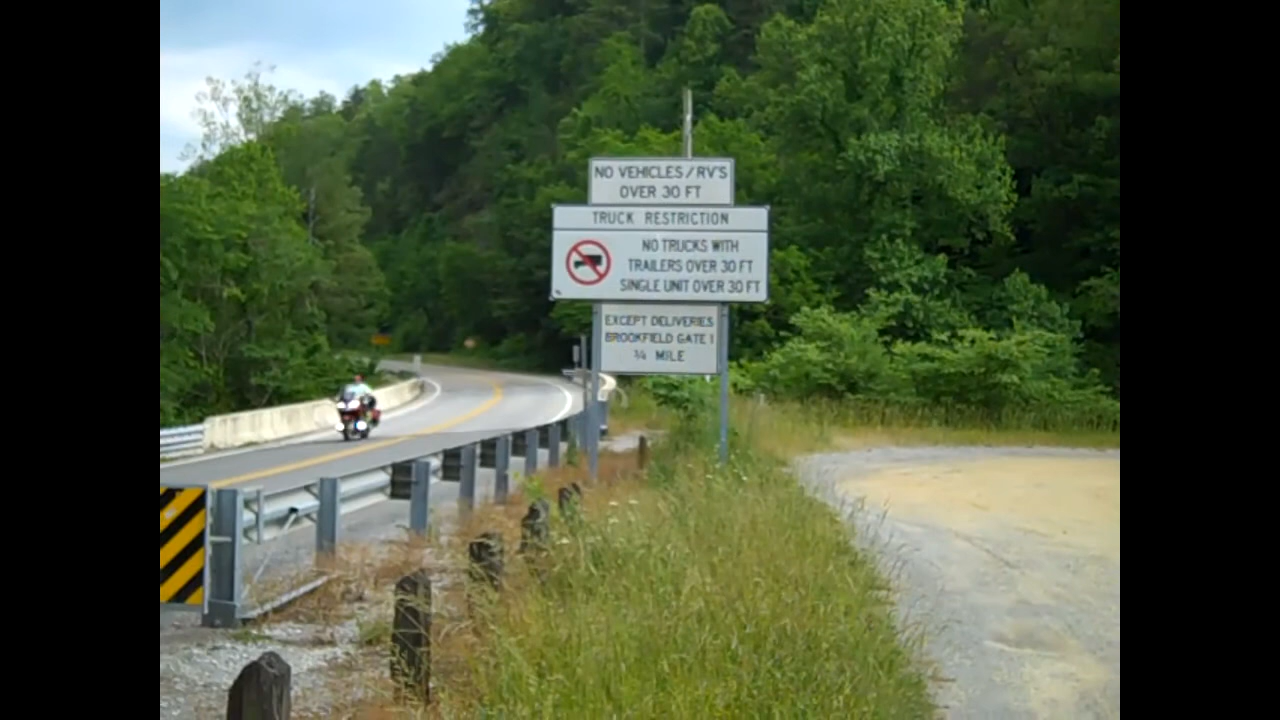 NO VEHICLES / RV'S
OVER 30 FT
TRUCK RESTRICTION
NO TRUCKS WITH
TRAILERS OVER 30 FT
SINGLE UNIT OVER 30 FT
EXCEPT DELIVERIES
BROOKFIELD GATE 1
¼ MILE